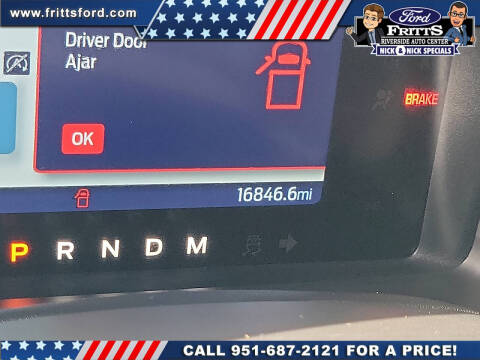 www.frittsford.com
Ford
FRITTS
RIVERSIDE AUTO CENTER
NICK & NICK SPECIALS
Driver Door
Ajar
BRAKE
OK
16846.6mi
P R N D M
CALL 951-687-2121 FOR A PRICE!